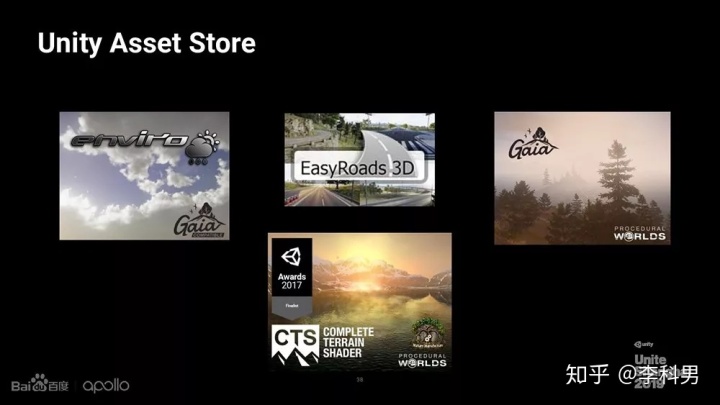 Unity Asset Store
enviro
Gaia
COMPATIBLE
EasyRoads 3D
Gaia
PROCEDURAL
WORLDS
Awards
2017
Finalist
CTS
COMPLETE
TERRAIN
SHADER
PROCEDURAL
WORLDS
unity
Unite
2019
知乎 @李科男
Bai百度
apollo
38